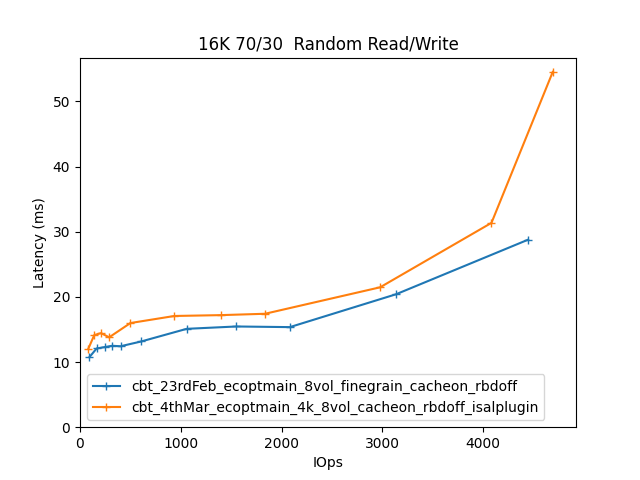 16K 70/30  Random Read/Write
Latency (ms)
50
40
30
20
10
0
cbt_23rdFeb_ecoptmain_8vol_finegrain_cacheon_rbdoff
cbt_4thMar_ecoptmain_4k_8vol_cacheon_rbdoff_isalplugin
0 1000 2000 3000 4000
IOps